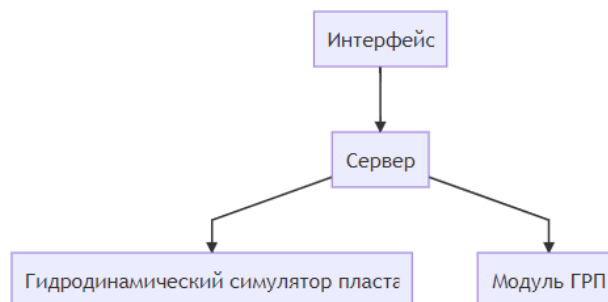 Интерфейс
Сервер
Гидродинамический симулятор пласта
Модуль ГРП